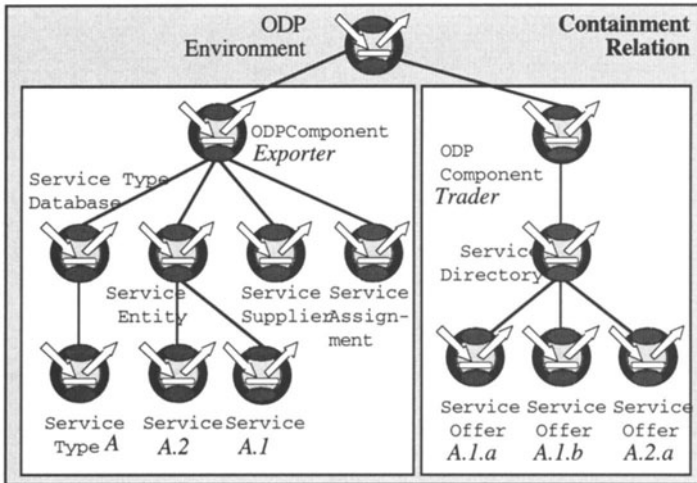 ODP
Environment
Containment
Relation
ODPComponent
Exporter
Service Type
Database
ODP
Component
Trader
Service
Directory
Service
Entity
Service
Supplier
Service
Assign-
ment
Service
Type A
Service
A.2
Service
A.1
Service
Offer
A.1.a
Service
Offer
A.1.b
Service
Offer
A.2.a